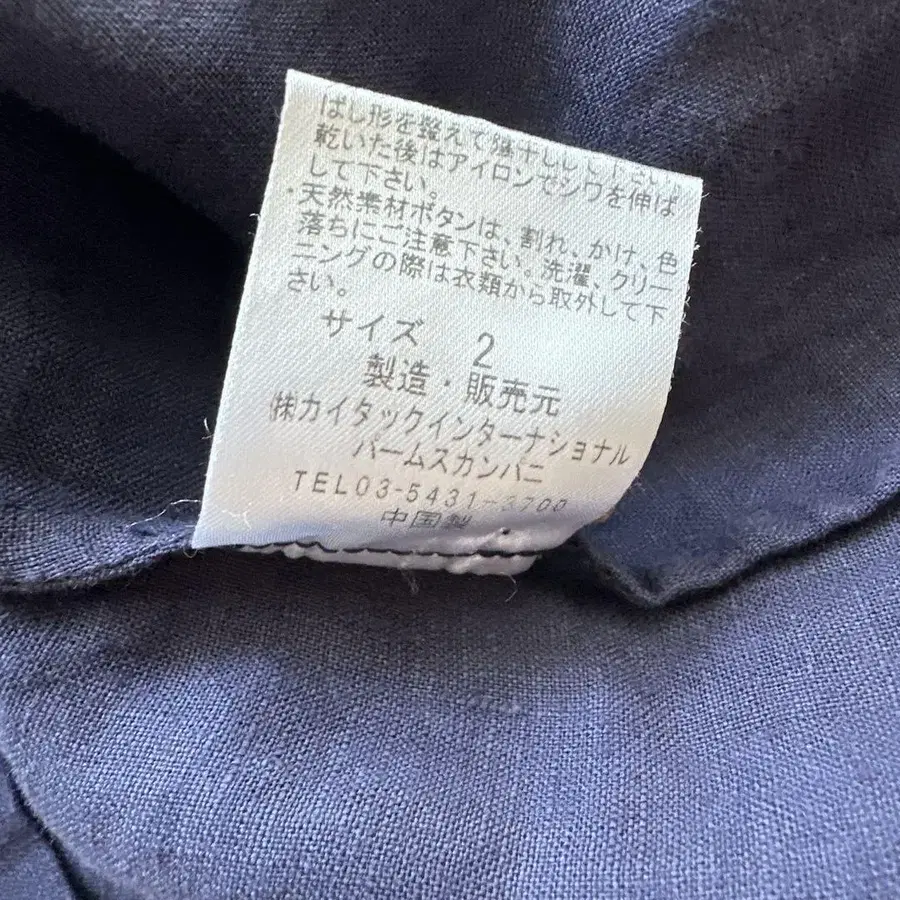 ばし形を整えて陰干しして下さい。
乾いた後はアイロンでシワを伸ば
して下さい。
・天然素材ボタンは、割れ、かけ、色
落ちにご注意下さい。洗濯、クリー
ニングの際は衣類から取外して下
さい。
サイズ 2
製造・販売元
㈱カイタックインターナショナル
パームスカンパニ
TEL03-5431-3700
中国製